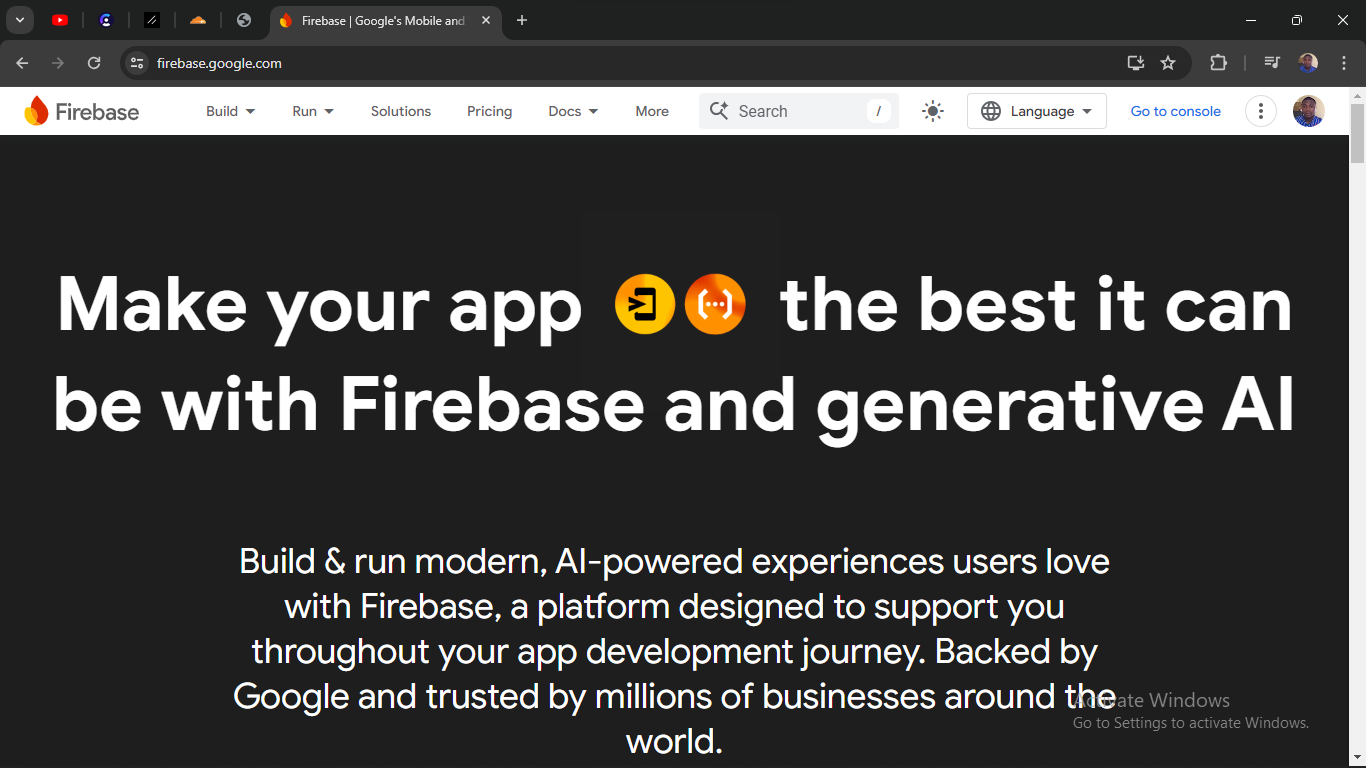 Firebase | Google's Mobile and
firebase.google.com
Firebase
Build
Run
Solutions
Pricing
Docs
More
Search
/
Language
Go to console
Make your app the best it can
be with Firebase and generative AI
Build & run modern, AI-powered experiences users love
with Firebase, a platform designed to support you
throughout your app development journey. Backed by
Google and trusted by millions of businesses around the
world.
Activate Windows
Go to Settings to activate Windows.